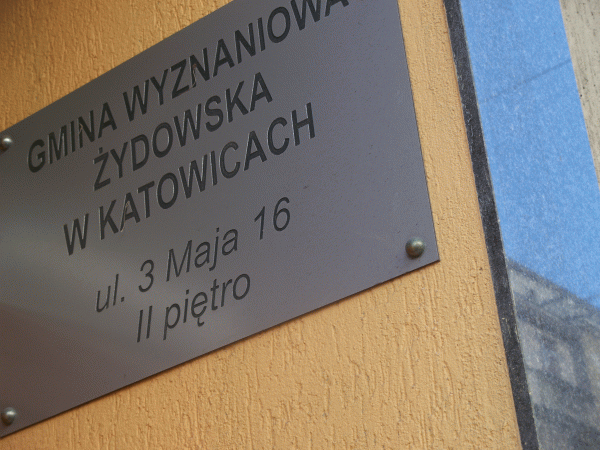 GMINA WYZNANIOWA
ŻYDOWSKA
W KATOWICACH
ul. 3 Maja 16
II piętro